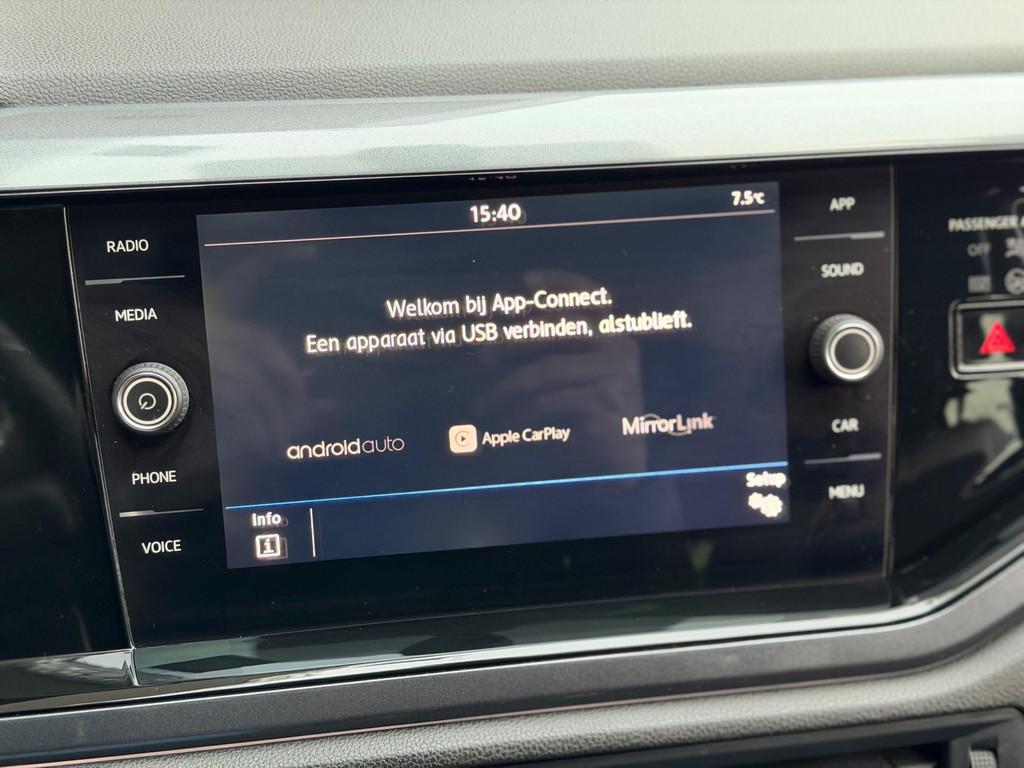 15:40
7.5°C
RADIO
MEDIA
PHONE
VOICE
Welkom bij App-Connect.
Een apparaat via USB verbinden, alstublieft.
androidauto
Apple CarPlay
MirrorLink
Info
i
Setup
APP
SOUND
CAR
MENU
PASSENGER
OFF